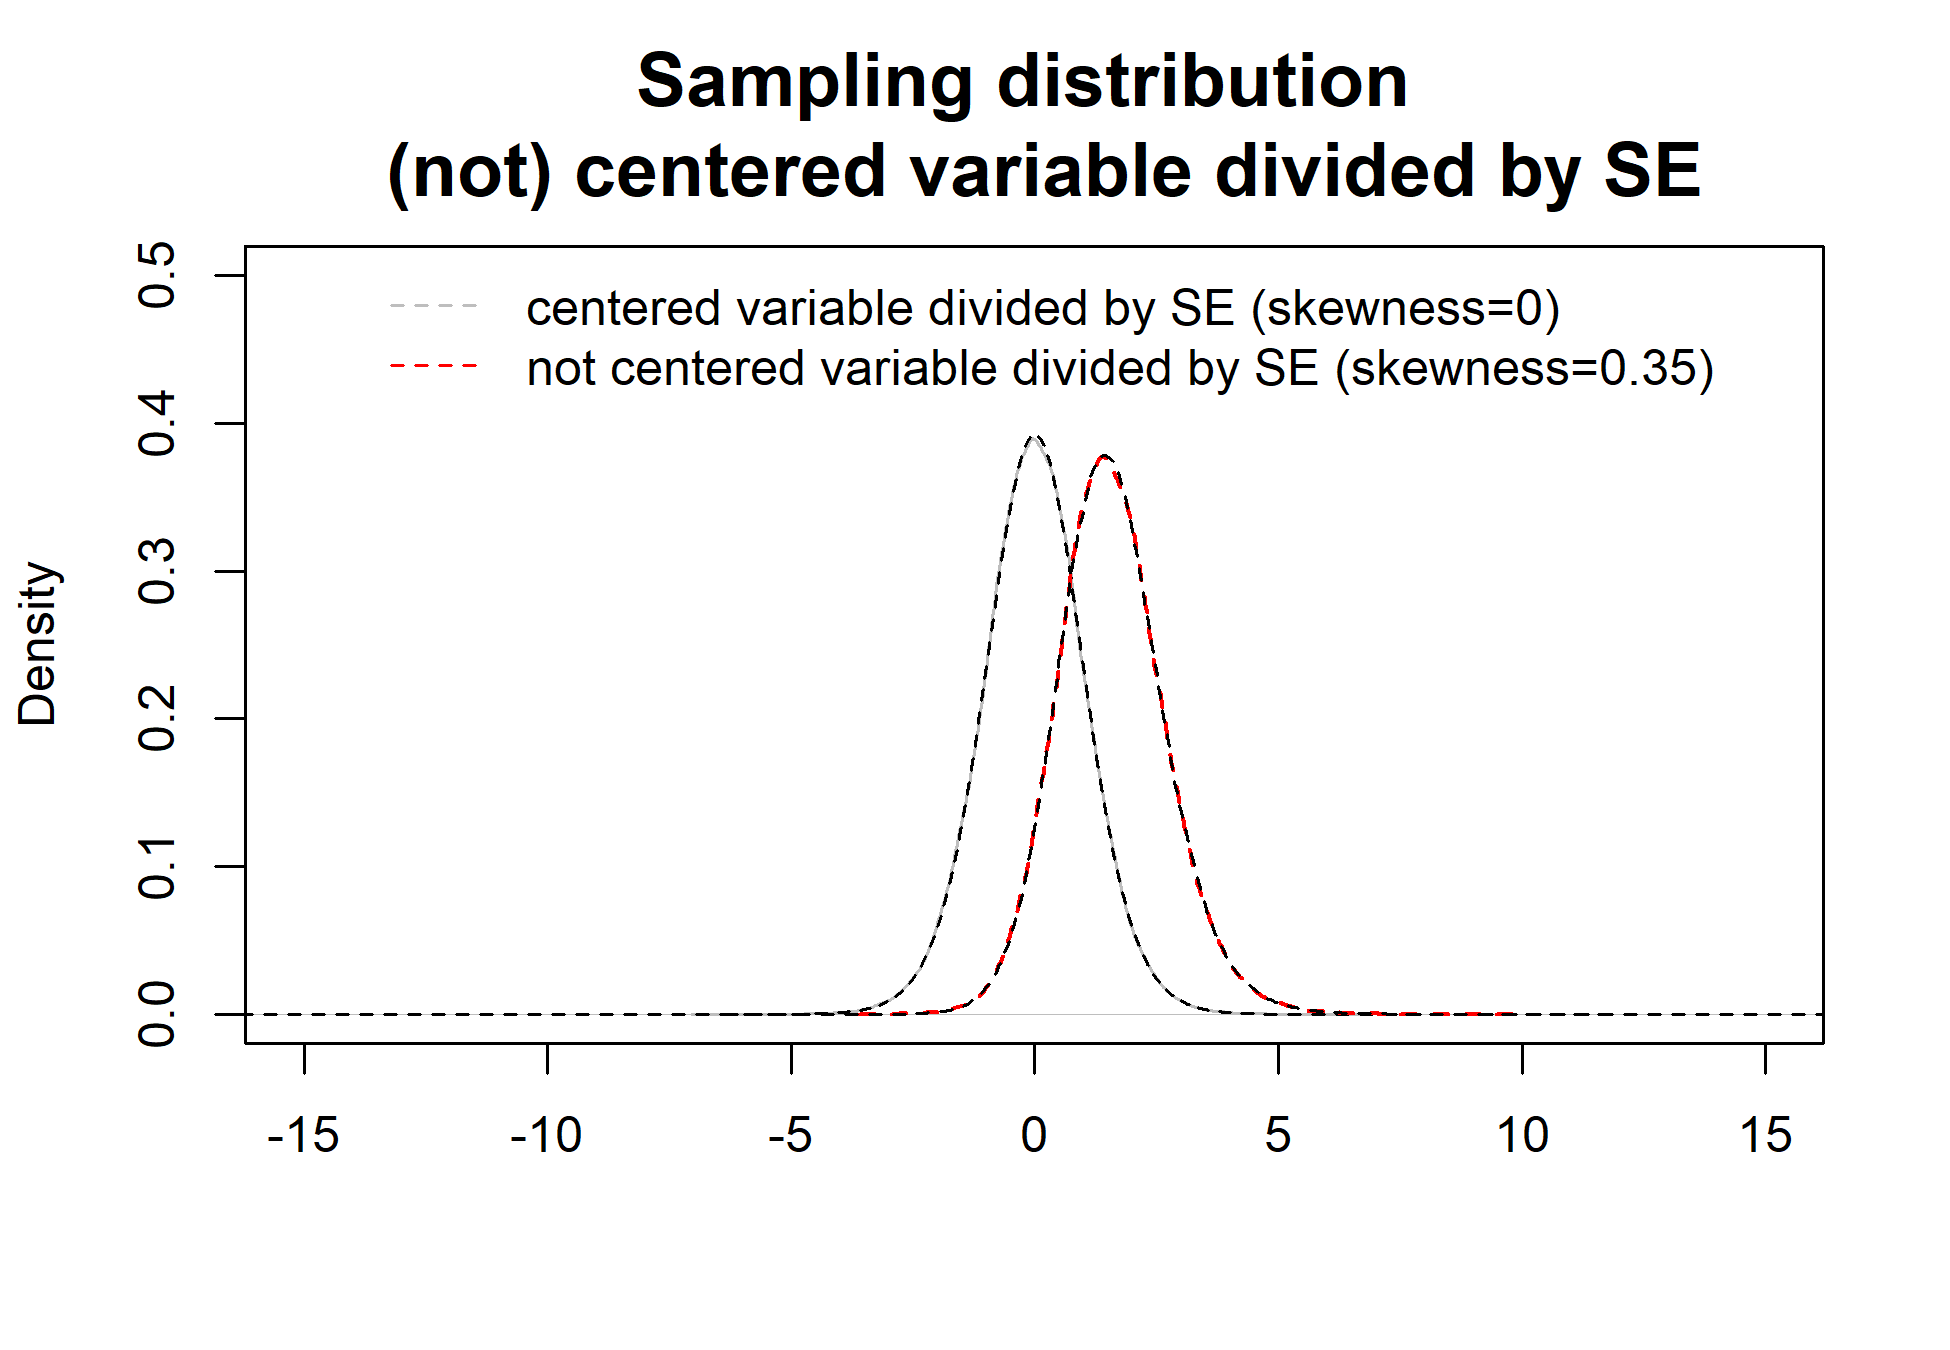 Sampling distribution
(not) centered variable divided by SE
0.5
centered variable divided by SE (skewness=0)
not centered variable divided by SE (skewness=0.35)
0.4
0.3
Density
0.2
0.1
0.0
-15 -10 -5 0 5 10 15